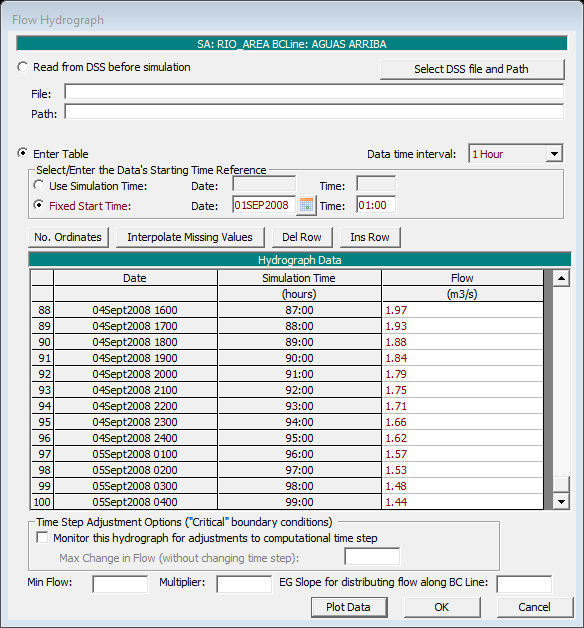 Flow Hydrograph
SA: RIO_AREA BCLine: AGUAS ARRIBA
Read from DSS before simulation
Select DSS file and Path
File:
Path:
Enter Table
Data time interval:
1 Hour
Select/Enter the Data's Starting Time Reference
Use Simulation Time:
Date:
Time:
Fixed Start Time:
Date:
01SEP2008
Time:
01:00
No. Ordinates
Interpolate Missing Values
Del Row
Ins Row
Hydrograph Data
Date Simulation Time Flow
(hours) (m3/s)
88 04Sept2008 1600 87:00 1.97
89 04Sept2008 1700 88:00 1.93
90 04Sept2008 1800 89:00 1.88
91 04Sept2008 1900 90:00 1.84
92 04Sept2008 2000 91:00 1.79
93 04Sept2008 2100 92:00 1.75
94 04Sept2008 2200 93:00 1.71
95 04Sept2008 2300 94:00 1.66
96 04Sept2008 2400 95:00 1.62
97 05Sept2008 0100 96:00 1.57
98 05Sept2008 0200 97:00 1.53
99 05Sept2008 0300 98:00 1.48
100 05Sept2008 0400 99:00 1.44
Time Step Adjustment Options ("Critical" boundary conditions)
Monitor this hydrograph for adjustments to computational time step
Max Change in Flow (without changing time step):
Min Flow:
Multiplier:
EG Slope for distributing flow along BC Line:
Plot Data
OK
Cancel